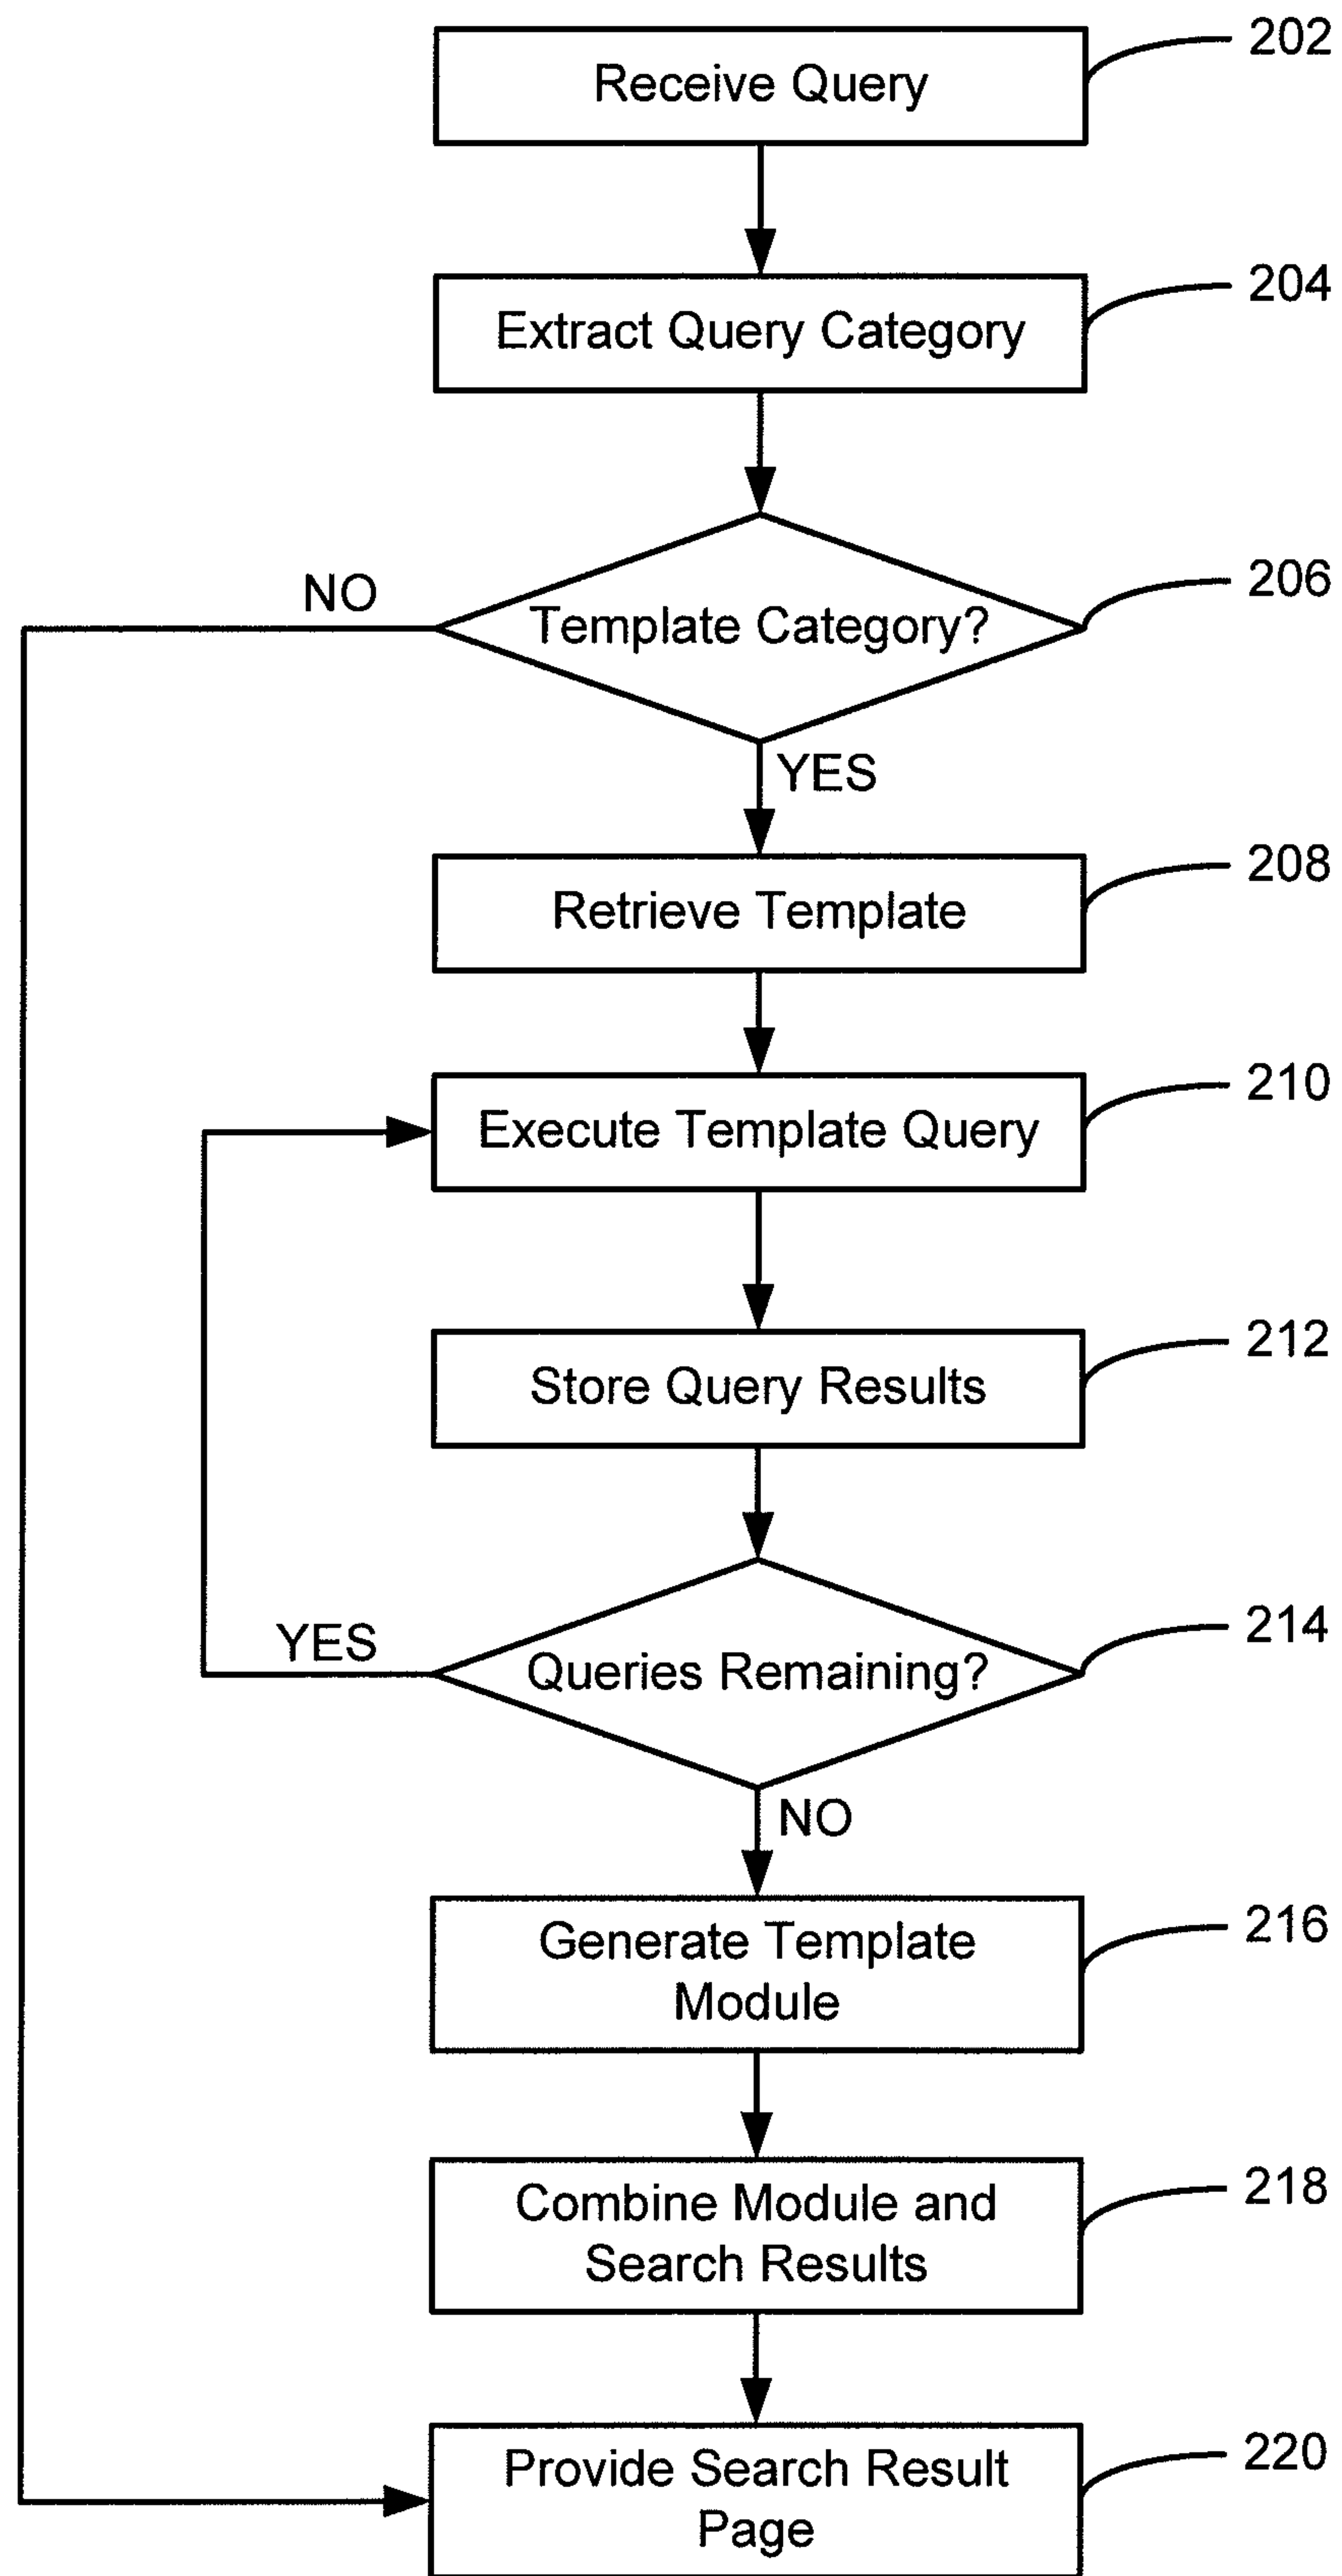 Receive Query
202
Extract Query Category
204
NO
Template Category?
206
YES
Retrieve Template
208
Execute Template Query
210
Store Query Results
212
YES
Queries Remaining?
214
NO
Generate Template
Module
216
Combine Module and
Search Results
218
Provide Search Result
Page
220